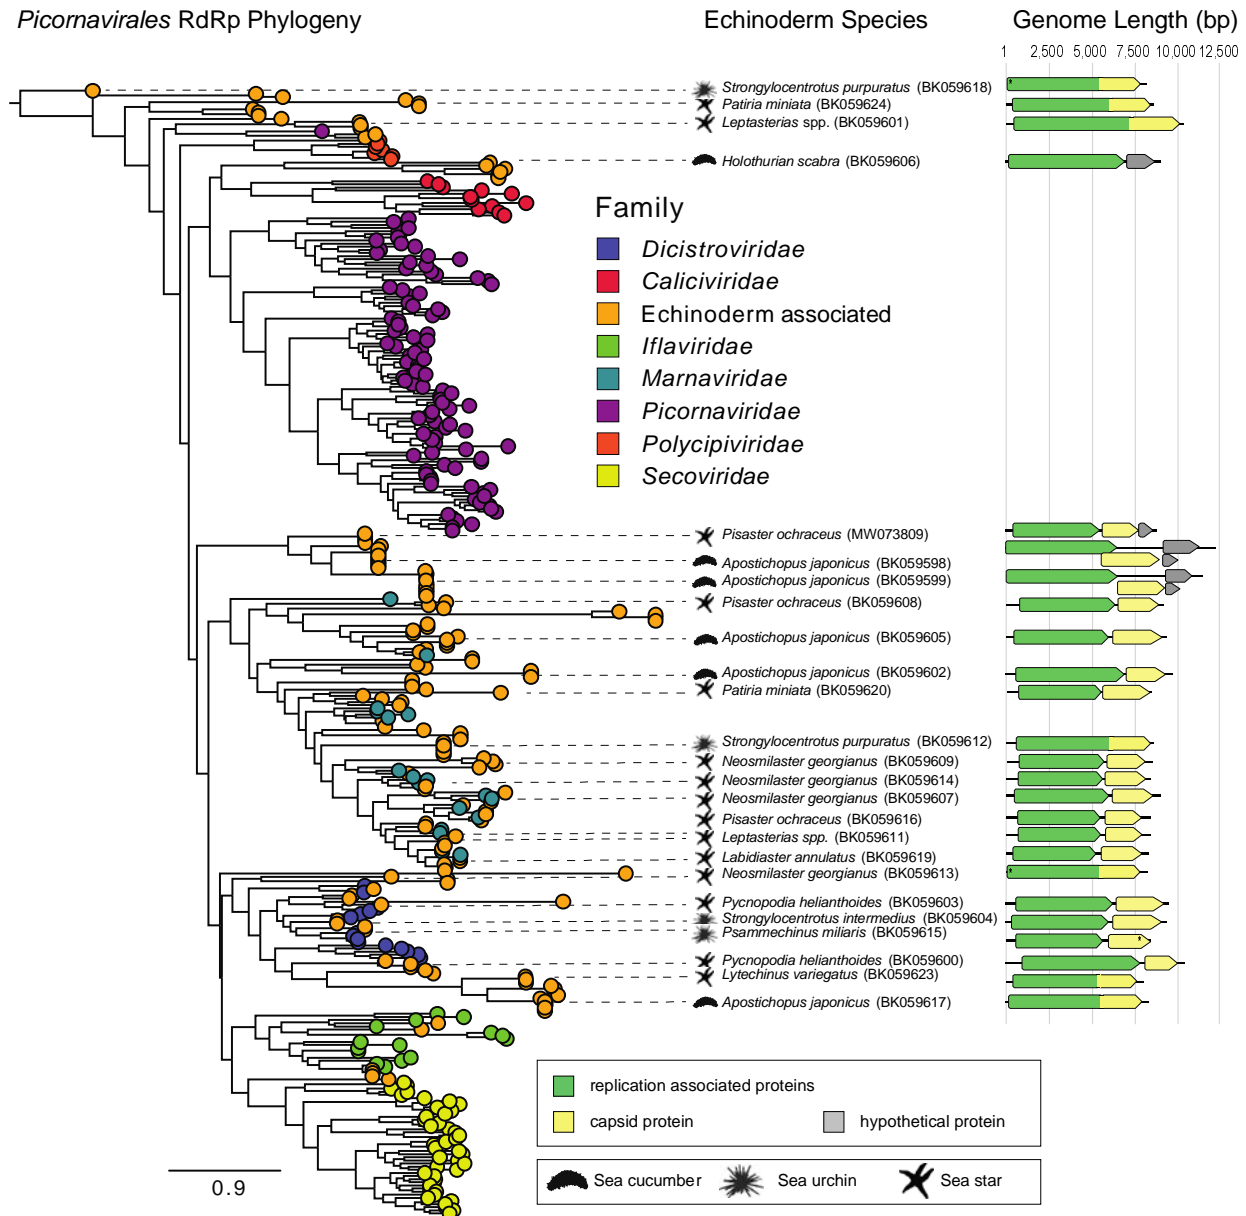 Picornavirales RdRp Phylogeny
Echinoderm Species
Genome Length (bp)
1 2,500 5,000 7,500 10,000 12,500
Strongylocentrotus purpuratus (BK059618)
Patiria miniata (BK059624)
Leptasterias spp. (BK059601)
Holothurian scabra (BK059606)
Family
Dicistroviridae
Caliciviridae
Echinoderm associated
Iflaviridae
Marnaviridae
Picornaviridae
Polycipiviridae
Secoviridae
Pisaster ochraceus (MW073809)
Apostichopus japonicus (BK059598)
Apostichopus japonicus (BK059599)
Pisaster ochraceus (BK059608)
Apostichopus japonicus (BK059605)
Apostichopus japonicus (BK059602)
Patiria miniata (BK059620)
Strongylocentrotus purpuratus (BK059612)
Neosmilaster georgianus (BK059609)
Neosmilaster georgianus (BK059614)
Neosmilaster georgianus (BK059607)
Pisaster ochraceus (BK059616)
Leptasterias spp. (BK059611)
Labidiaster annulatus (BK059619)
Neosmilaster georgianus (BK059613)
Pycnopodia helianthoides (BK059603)
Strongylocentrotus intermedius (BK059604)
Psammechinus miliaris (BK059615)
Pycnopodia helianthoides (BK059600)
Lytechinus variegatus (BK059623)
Apostichopus japonicus (BK059617)
replication associated proteins
capsid protein
hypothetical protein
Sea cucumber
Sea urchin
Sea star
0.9